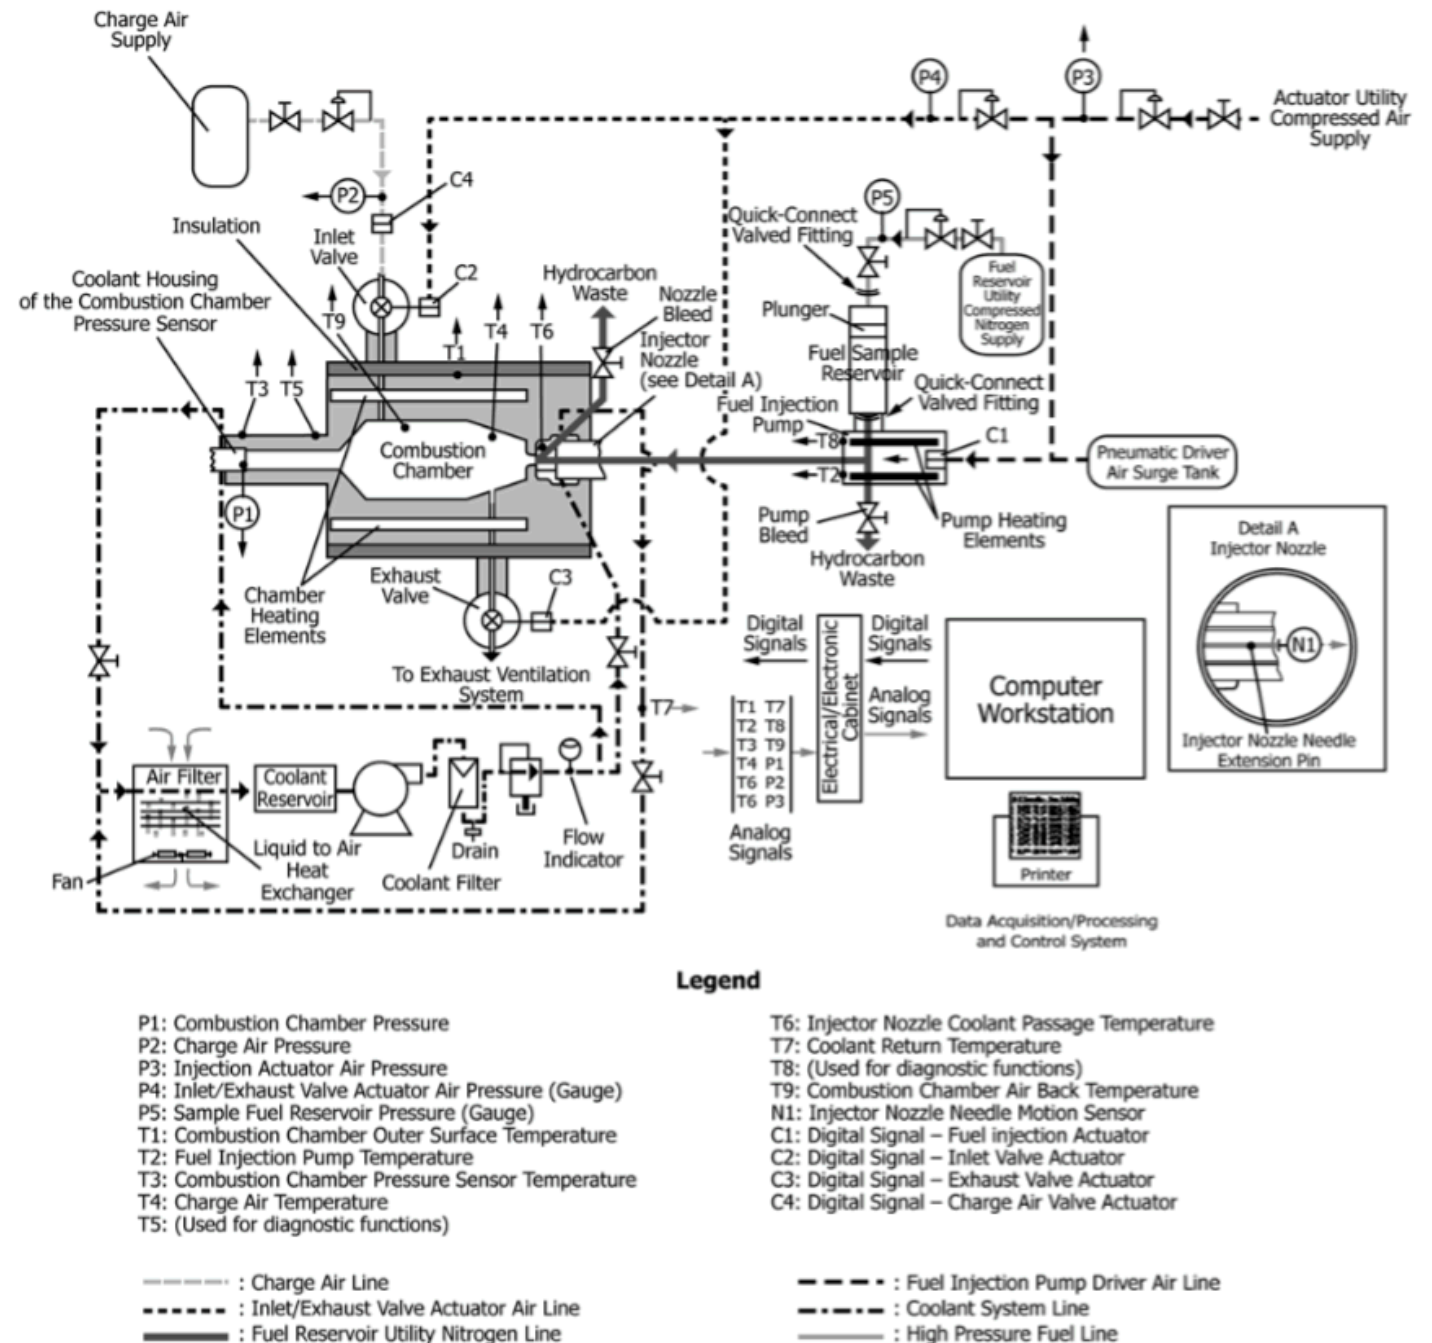 Charge Air
Supply
P4
P3
Actuator Utility
Compressed Air
Supply
P2
C4
P5
Insulation
Inlet
Valve
Quick-Connect
Valved Fitting
Coolant Housing
of the Combustion Chamber
Pressure Sensor
C2
Hydrocarbon
Waste
Nozzle
Bleed
Fuel
Reservoir
Utility
Compressed
Nitrogen
Supply
Plunger
T9
T1
T4
T6
Injector
Nozzle
(see Detail A)
Fuel Sample
Reservoir
T3
T5
Quick-Connect
Valved Fitting
Fuel Injection
Pump
T8
C1
Combustion
Chamber
Pneumatic Driver
Air Surge Tank
T2
P1
Pump
Bleed
Pump Heating
Elements
Hydrocarbon
Waste
Detail A
Injector Nozzle
N1
Injector Nozzle Needle
Extension Pin
Chamber
Heating
Elements
Exhaust
Valve
C3
To Exhaust Ventilation
System
Digital
Signals
Electrical/Electronic
Cabinet
Digital
Signals
Analog
Signals
Computer
Workstation
T7
T1 T7
T2 T8
T3 T9
T4 P1
T6 P2
T6 P3
Analog
Signals
Air Filter
Coolant
Reservoir
Liquid to Air
Heat
Exchanger
Fan
Drain
Coolant Filter
Flow
Indicator
Printer
Data Acquisition/Processing
and Control System
Legend
P1: Combustion Chamber Pressure
P2: Charge Air Pressure
P3: Injection Actuator Air Pressure
P4: Inlet/Exhaust Valve Actuator Air Pressure (Gauge)
P5: Sample Fuel Reservoir Pressure (Gauge)
T1: Combustion Chamber Outer Surface Temperature
T2: Fuel Injection Pump Temperature
T3: Combustion Chamber Pressure Sensor Temperature
T4: Charge Air Temperature
T5: (Used for diagnostic functions)
T6: Injector Nozzle Coolant Passage Temperature
T7: Coolant Return Temperature
T8: (Used for diagnostic functions)
T9: Combustion Chamber Air Back Temperature
N1: Injector Nozzle Needle Motion Sensor
C1: Digital Signal – Fuel injection Actuator
C2: Digital Signal – Inlet Valve Actuator
C3: Digital Signal – Exhaust Valve Actuator
C4: Digital Signal – Charge Air Valve Actuator
: Charge Air Line
: Inlet/Exhaust Valve Actuator Air Line
: Fuel Reservoir Utility Nitrogen Line
: Fuel Injection Pump Driver Air Line
: Coolant System Line
: High Pressure Fuel Line